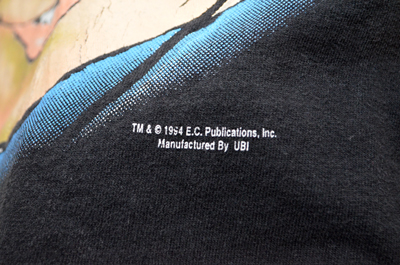 TM & © 1994 E.C. Publications, Inc.
Manufactured By UBI